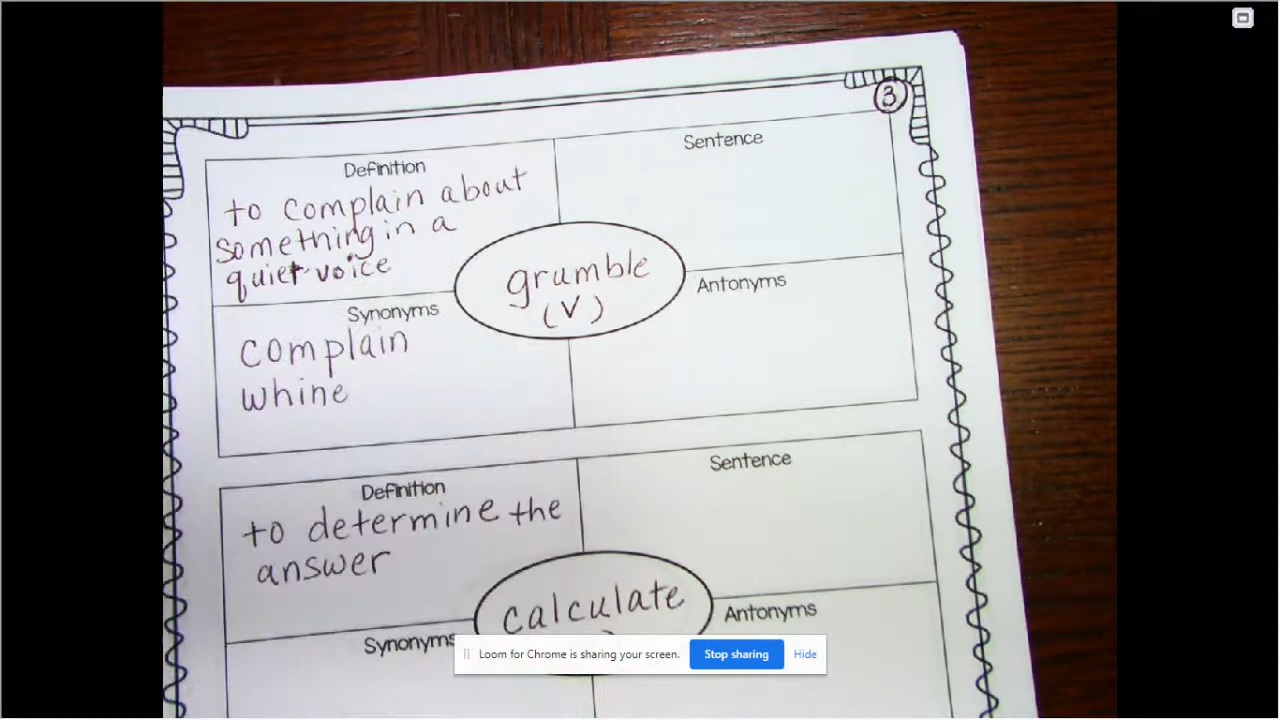 3
Definition
to complain about
something in a
quiet voice
Sentence
grumble
(V)
Synonyms
complain
whine
Antonyms
Definition
to determine the
answer
Sentence
calculate
Synonyms
Antonyms
Loom for Chrome is sharing your screen.
Stop sharing
Hide